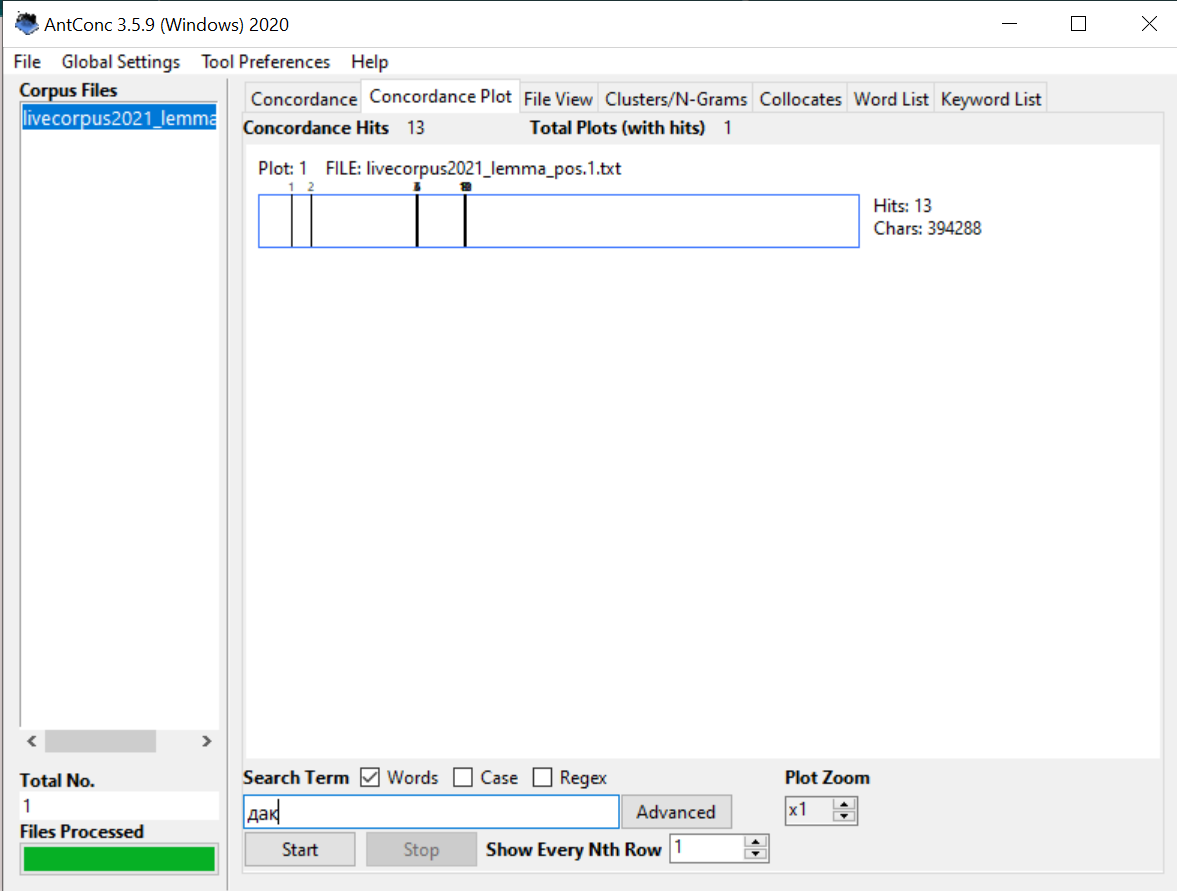 AntConc 3.5.9 (Windows) 2020
File Global Settings Tool Preferences Help
Corpus Files
livecorpus2021_lemma
Concordance Concordance Plot File View Clusters/N-Grams Collocates Word List Keyword List
Concordance Hits 13 Total Plots (with hits) 1
Plot: 1 FILE: livecorpus2021_lemma_pos.1.txt
1 2
Hits: 13
Chars: 394288
Total No.
1
Files Processed
Search Term Words Case Regex Plot Zoom
дак Advanced x1
Start Stop Show Every Nth Row 1